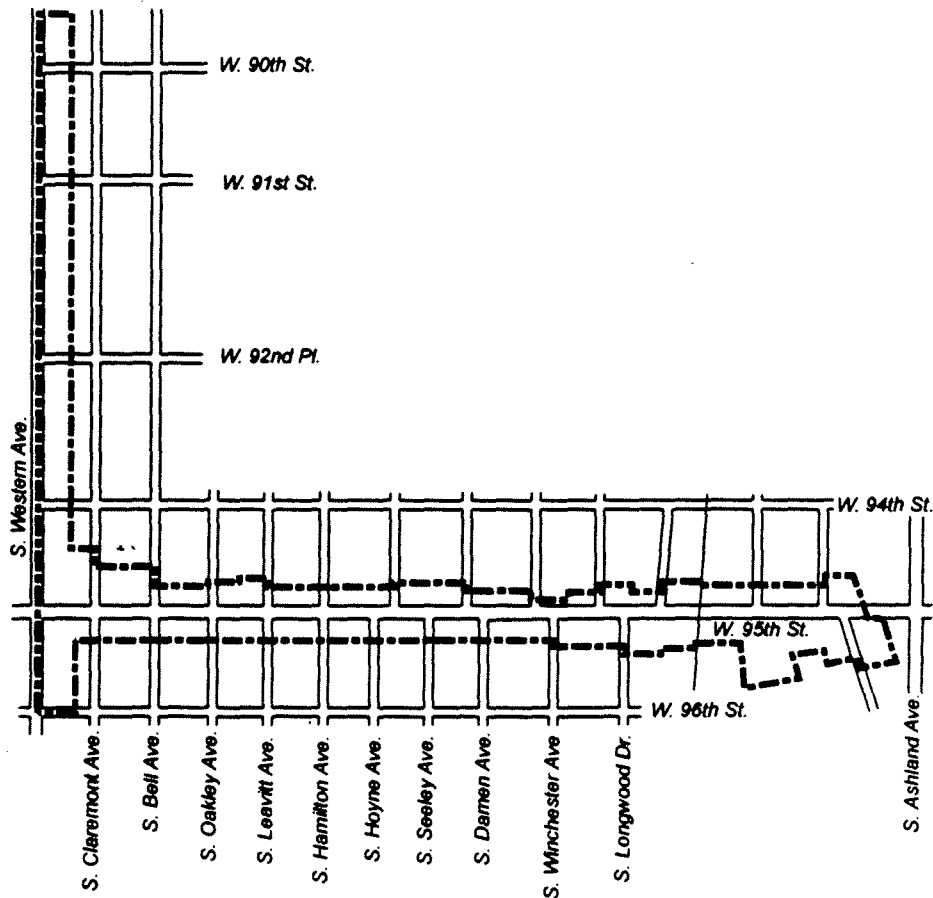 W. 90th St.
W. 91st St.
W. 92nd Pl.
S. Western Ave.
W. 94th St.
W. 95th St.
W. 96th St.
S. Claremont Ave.
S. Bell Ave.
S. Oakley Ave.
S. Leavitt Ave.
S. Hamilton Ave.
S. Hoyne Ave.
S. Seeley Ave.
S. Damen Ave.
S. Winchester Ave
S. Longwood Dr.
S. Ashland Ave.